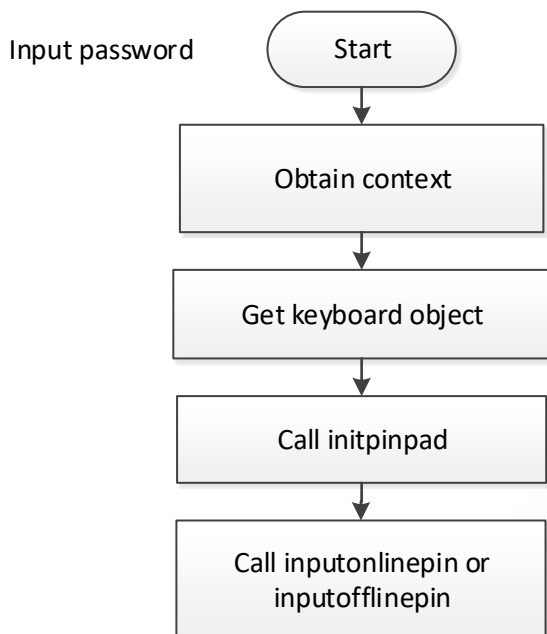 Input password
Start
Obtain context
Get keyboard object
Call initpinpad
Call inputonlinepin or
inputofflinepin